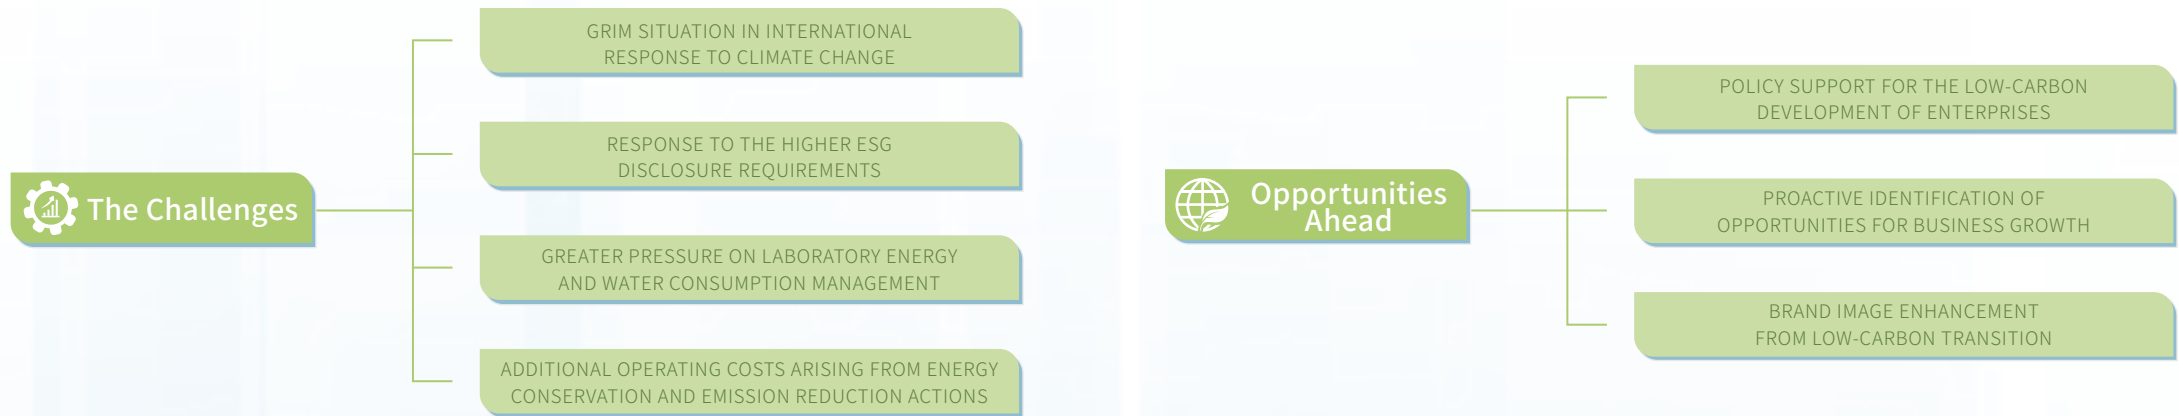 The Challenges
GRIM SITUATION IN INTERNATIONAL
RESPONSE TO CLIMATE CHANGE
RESPONSE TO THE HIGHER ESG
DISCLOSURE REQUIREMENTS
GREATER PRESSURE ON LABORATORY ENERGY
AND WATER CONSUMPTION MANAGEMENT
ADDITIONAL OPERATING COSTS ARISING FROM ENERGY
CONSERVATION AND EMISSION REDUCTION ACTIONS
Opportunities
Ahead
POLICY SUPPORT FOR THE LOW-CARBON
DEVELOPMENT OF ENTERPRISES
PROACTIVE IDENTIFICATION OF
OPPORTUNITIES FOR BUSINESS GROWTH
BRAND IMAGE ENHANCEMENT
FROM LOW-CARBON TRANSITION